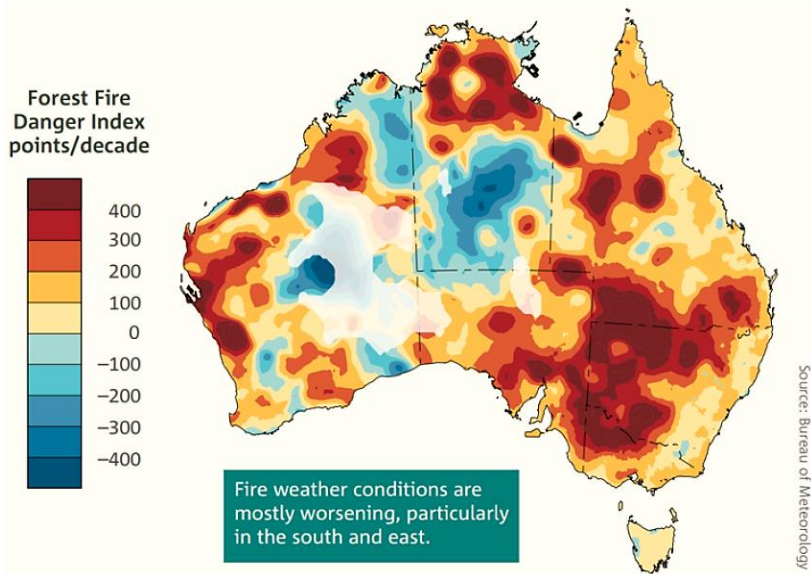 Forest Fire
Danger Index
points/decade
400
300
200
100
0
−100
−200
−300
−400
Fire weather conditions are
mostly worsening, particularly
in the south and east.
Source: Bureau of Meteorology